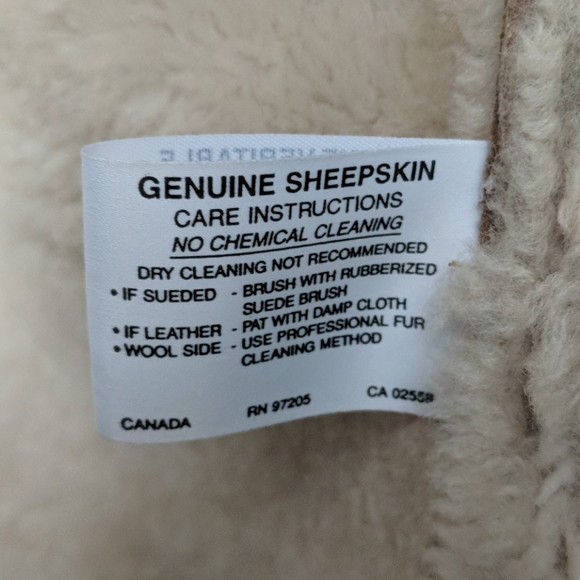 GENUINE SHEEPSKIN
CARE INSTRUCTIONS
NO CHEMICAL CLEANING
DRY CLEANING NOT RECOMMENDED
• IF SUEDED - BRUSH WITH RUBBERIZED
SUEDE BRUSH
• IF LEATHER - PAT WITH DAMP CLOTH
• WOOL SIDE - USE PROFESSIONAL FUR
CLEANING METHOD
CANADA RN 97205 CA 02558